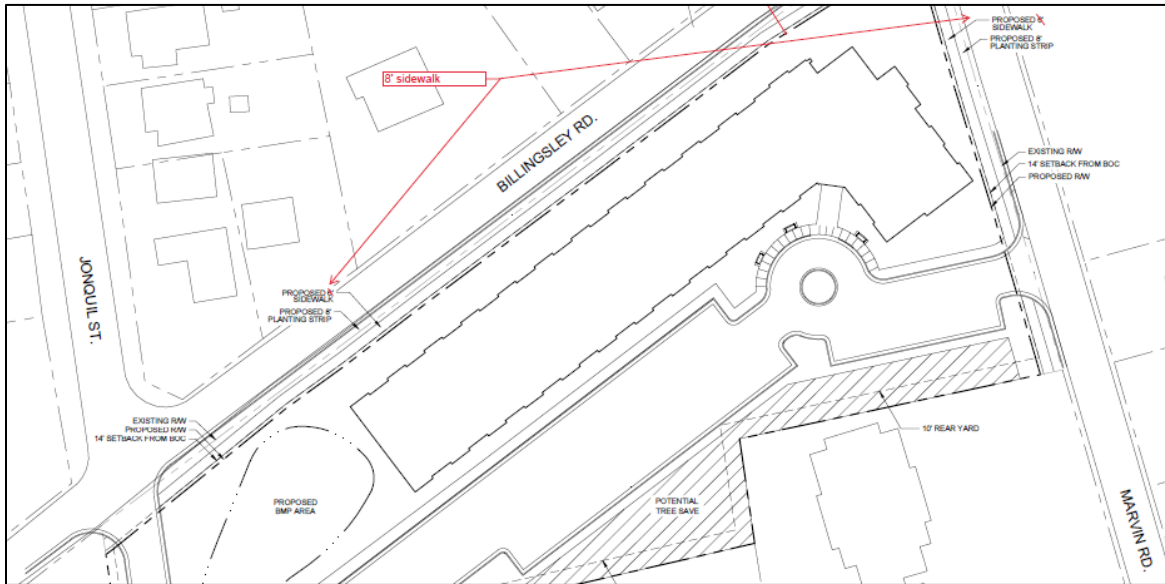 PROPOSED 6'
SIDEWALK
PROPOSED 8'
PLANTING STRIP
8' sidewalk
BILLINGSLEY RD.
EXISTING R/W
14' SETBACK FROM BOC
PROPOSED R/W
JONQUIL ST.
PROPOSED 6'
SIDEWALK
PROPOSED 8'
PLANTING STRIP
EXISTING R/W
PROPOSED R/W
14' SETBACK FROM BOC
10' REAR YARD
PROPOSED
BMP AREA
POTENTIAL
TREE SAVE
MARVIN RD.